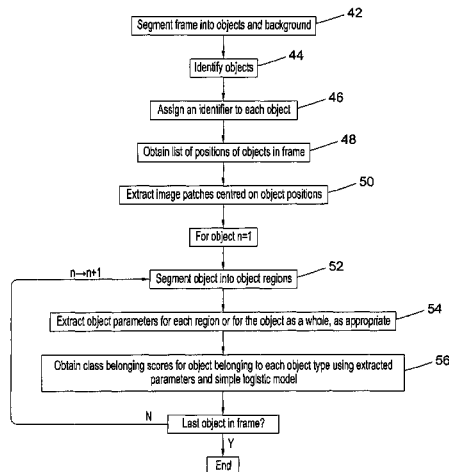 Segment frame into objects and background
42
Identify objects
44
Assign an identifier to each object
46
Obtain list of positions of objects in frame
48
Extract image patches centred on object positions
50
For object n=1
n→n+1
Segment object into object regions
52
Extract object parameters for each region or for the object as a whole, as appropriate
54
Obtain class belonging scores for object belonging to each object type using extracted
parameters and simple logistic model
56
N
Last object in frame?
Y
End